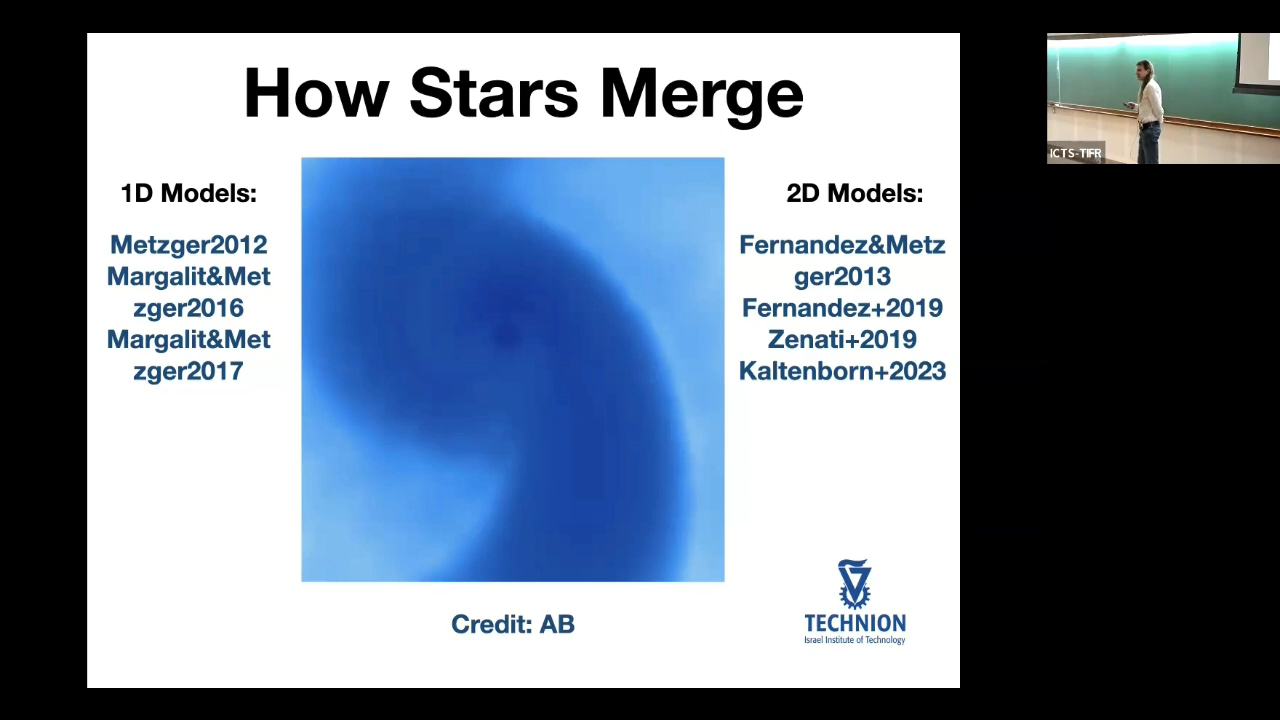 How Stars Merge
1D Models:
Metzger2012
Margalit&Met
zger2016
Margalit&Met
zger2017
2D Models:
Fernandez&Metz
ger2013
Fernandez+2019
Zenati+2019
Kaltenborn+2023
Credit: AB
TECHNION
Israel Institute of Technology
ICTS-TIFR